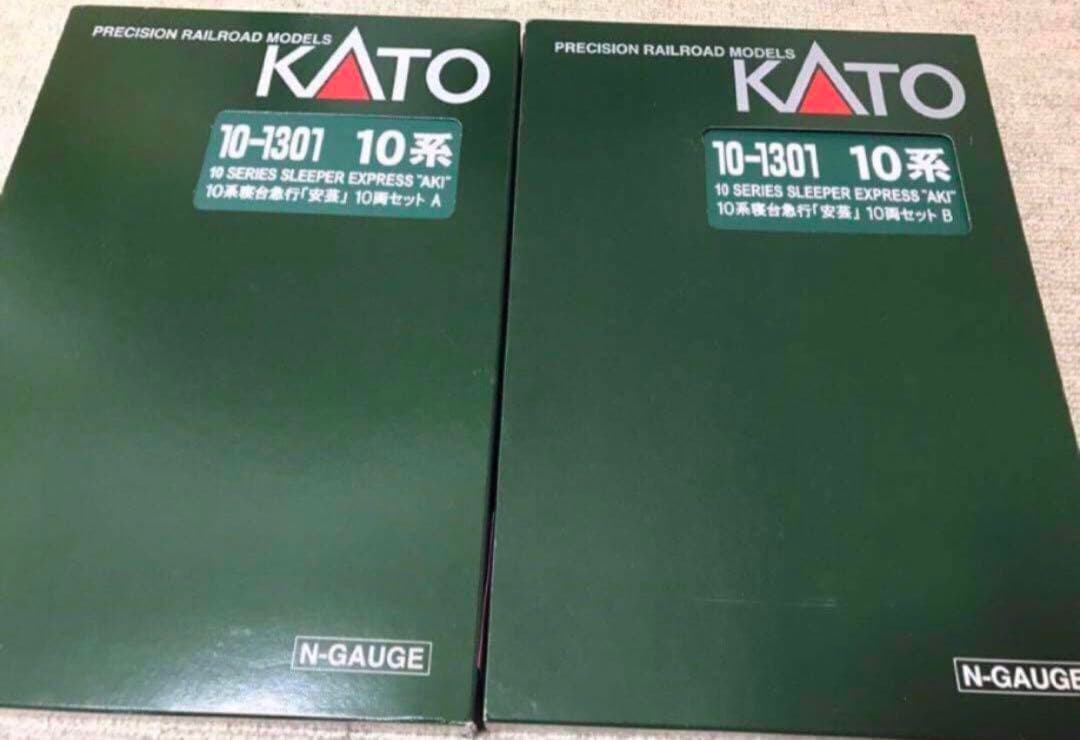 PRECISION RAILROAD MODELS
KATO
10-1301 10系
10 SERIES SLEEPER EXPRESS "AKI"
10系寝台急行「安芸」10両セット A
N-GAUGE
PRECISION RAILROAD MODELS
KATO
10-1301 10系
10 SERIES SLEEPER EXPRESS "AKI"
10系寝台急行「安芸」10両セット B
N-GAUGE